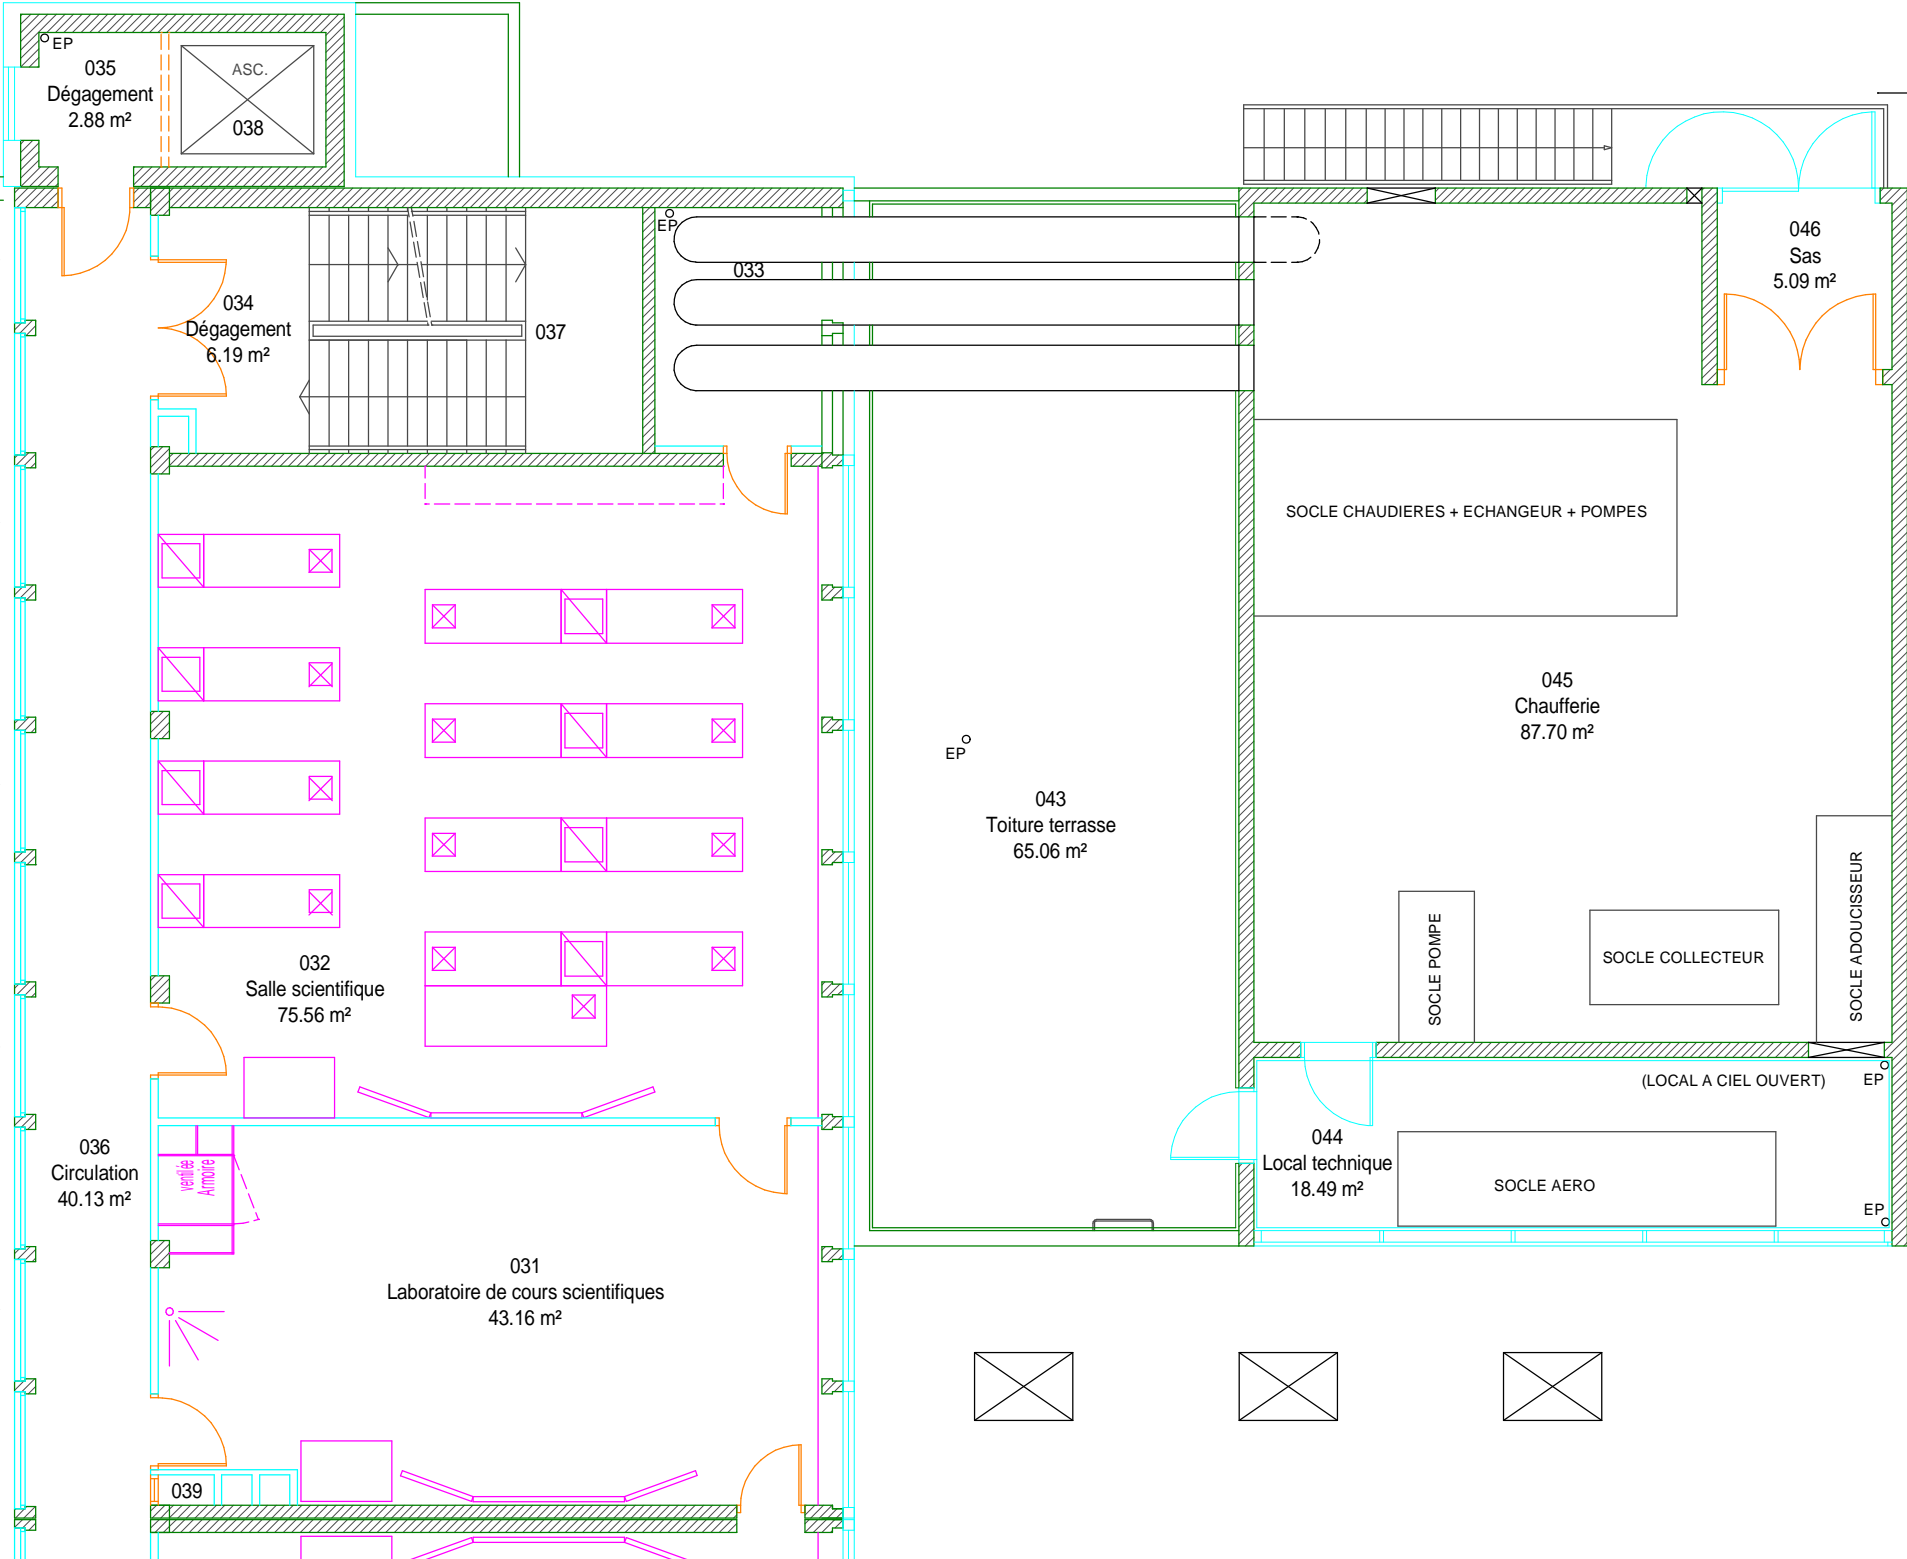 EP
035
Dégagement
2.88 m²
ASC.
038
EP
033
034
Dégagement
6.19 m²
037
046
Sas
5.09 m²
SOCLE CHAUDIERES + ECHANGEUR + POMPES
045
Chaufferie
87.70 m²
EP
043
Toiture terrasse
65.06 m²
SOCLE POMPE
SOCLE COLLECTEUR
SOCLE ADOUCISSEUR
032
Salle scientifique
75.56 m²
(LOCAL A CIEL OUVERT)
EP
044
Local technique
18.49 m²
SOCLE AERO
EP
036
Circulation
40.13 m²
Armoire
ventilée
031
Laboratoire de cours scientifiques
43.16 m²
039